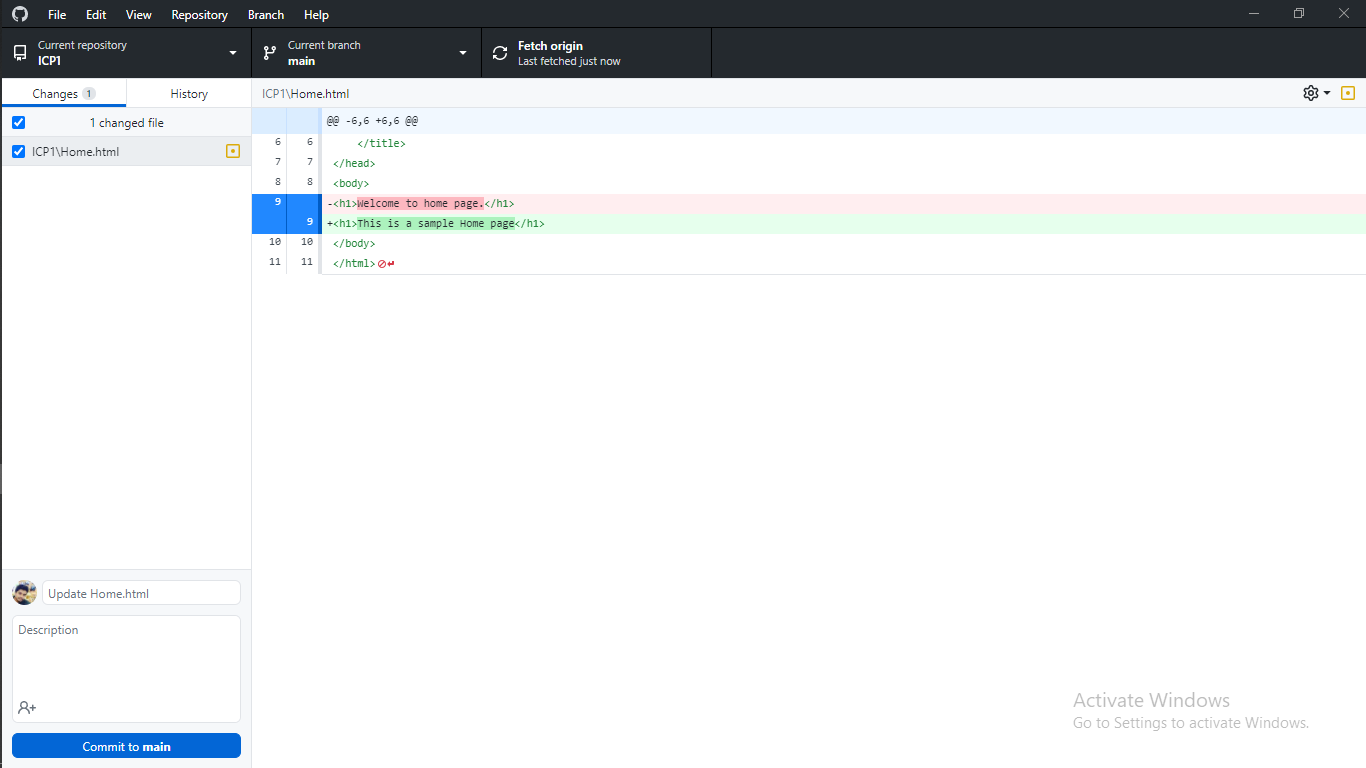 File Edit View Repository Branch Help
Current repository
ICP1
Current branch
main
Fetch origin
Last fetched just now
Changes 1 History
ICP1\Home.html
1 changed file
ICP1\Home.html
@@ -6,6 +6,6 @@
6 6 </title>
7 7 </head>
8 8 <body>
9 -<h1>Welcome to home page.</h1>
9 +<h1>This is a sample Home page</h1>
10 10 </body>
11 11 </html>
Update Home.html
Description
Commit to main
Activate Windows
Go to Settings to activate Windows.